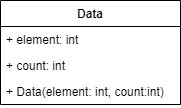 Data
+ element: int
+ count: int
+ Data(element: int, count:int)